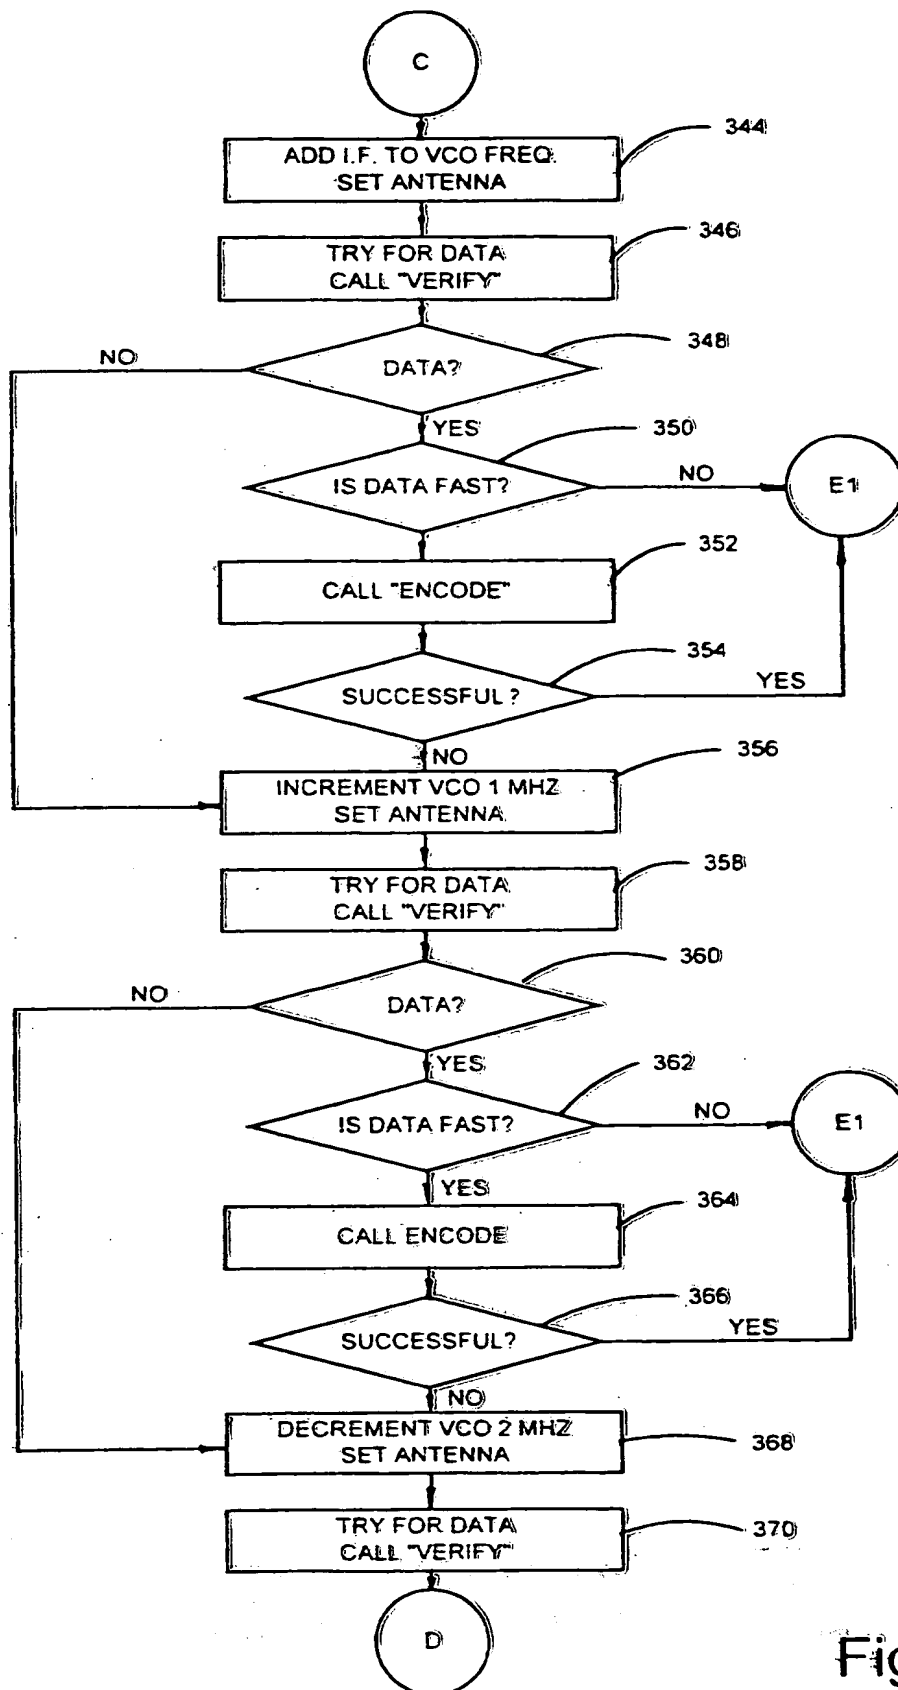 C
344
ADD I.F. TO VCO FREQ.
SET ANTENNA
346
TRY FOR DATA
CALL "VERIFY"
348
NO
DATA?
YES
350
IS DATA FAST?
NO
E1
352
CALL "ENCODE"
354
SUCCESSFUL?
YES
NO
356
INCREMENT VCO 1 MHZ
SET ANTENNA
358
TRY FOR DATA
CALL "VERIFY"
360
NO
DATA?
YES
362
IS DATA FAST?
NO
E1
YES
364
CALL ENCODE
366
SUCCESSFUL?
YES
NO
DECREMENT VCO 2 MHZ
SET ANTENNA
368
TRY FOR DATA
CALL "VERIFY"
370
D
Fig